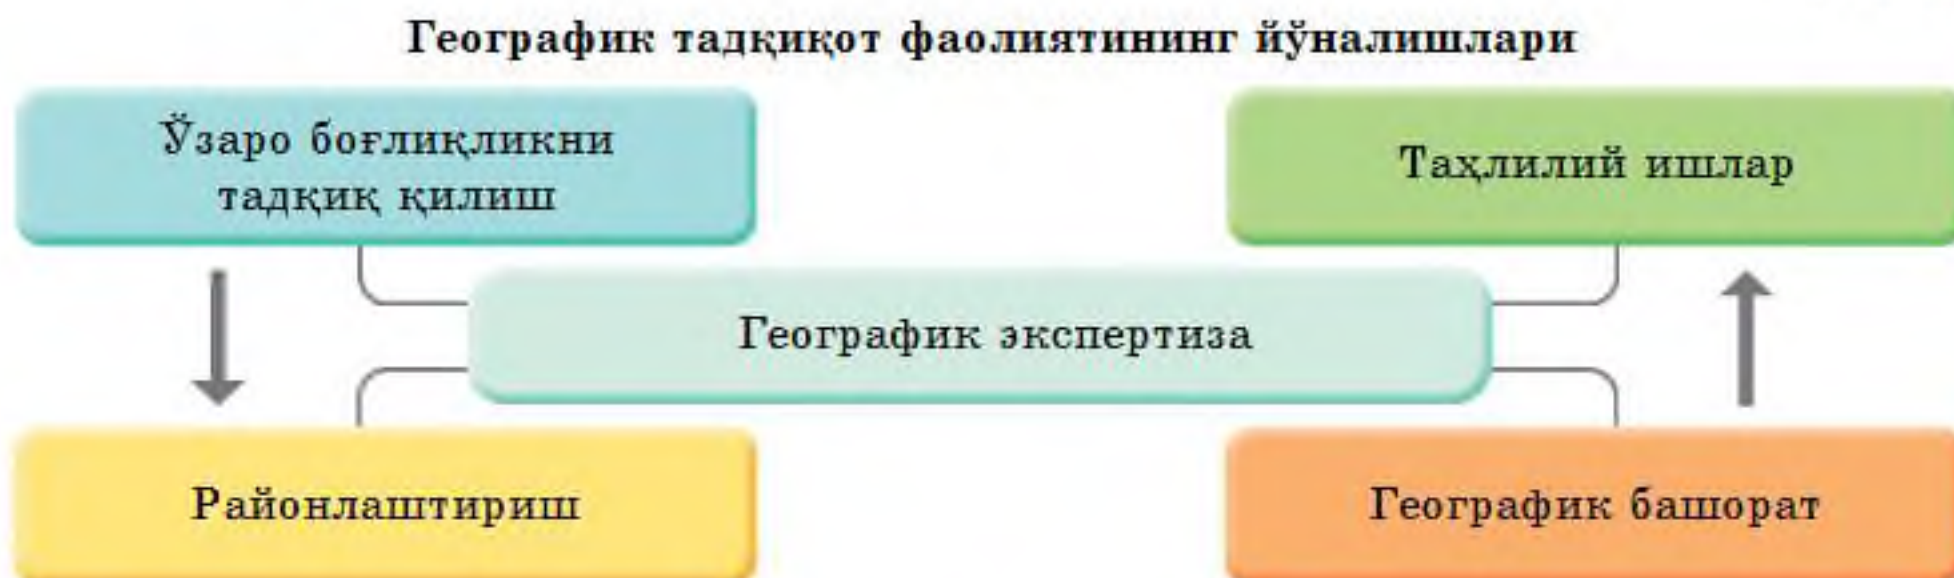 Географик тадқиқот фаолиятининг йўналишлари
Ўзаро боғлиқликни
тадқиқ қилиш
Таҳлилий ишлар
Географик экспертиза
Районлаштириш
Географик башорат